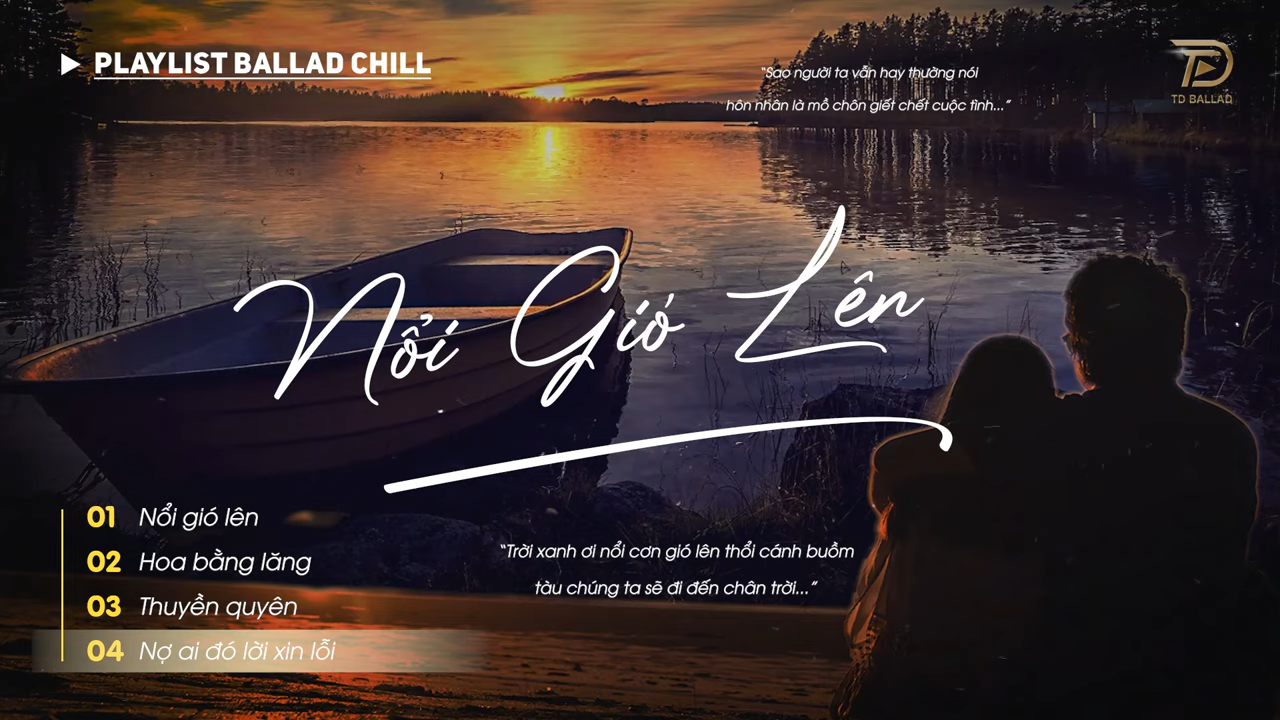 PLAYLIST BALLAD CHILL
"Sao người ta vẫn hay thường nói
hôn nhân là mồ chôn giết chết cuộc tình..."
TD BALLAD
Nổi Gió Lên
01 Nổi gió lên
02 Hoa bằng lăng
03 Thuyền quyên
04 Nợ ai đó lời xin lỗi
"Trời xanh ơi nổi cơn gió lên thổi cánh buồm
tàu chúng ta sẽ đi đến chân trời..."